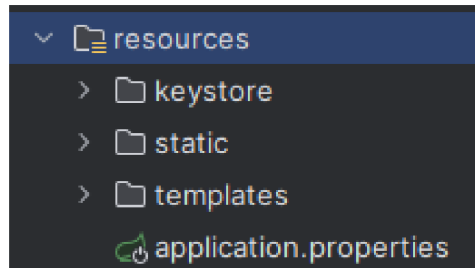 resources
keystore
static
templates
application.properties